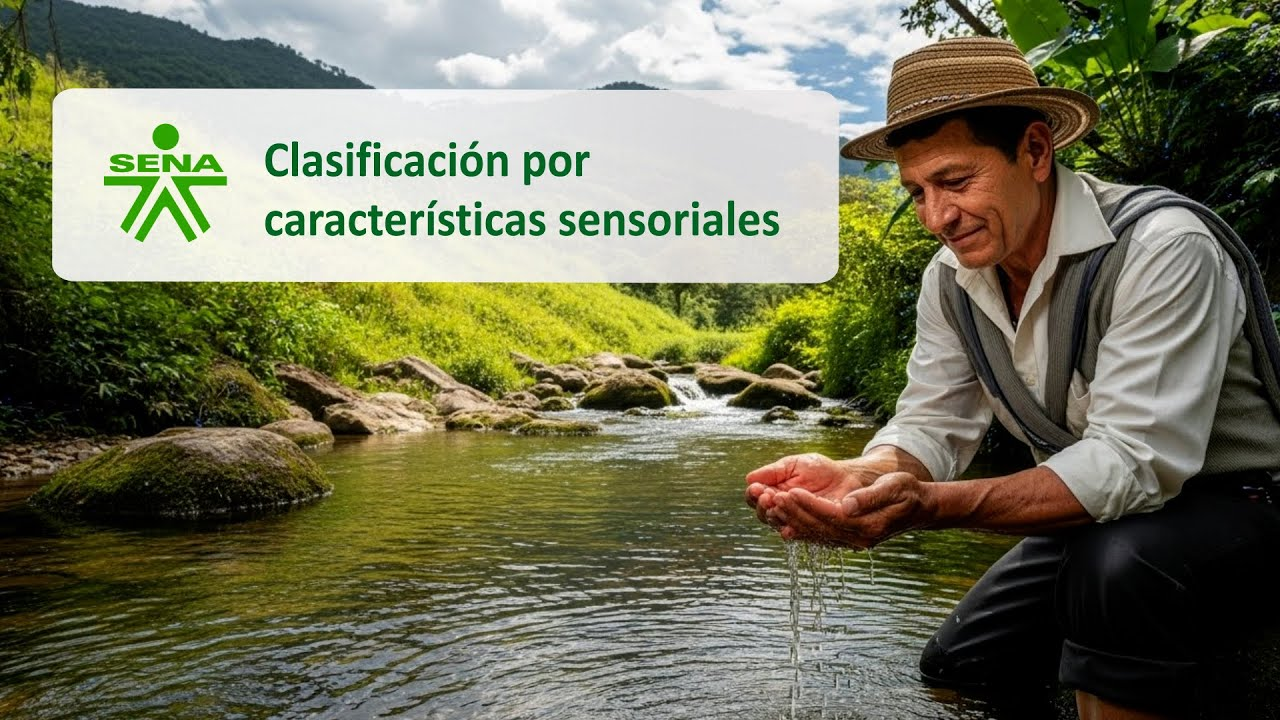 SENA
Clasificación por
características sensoriales